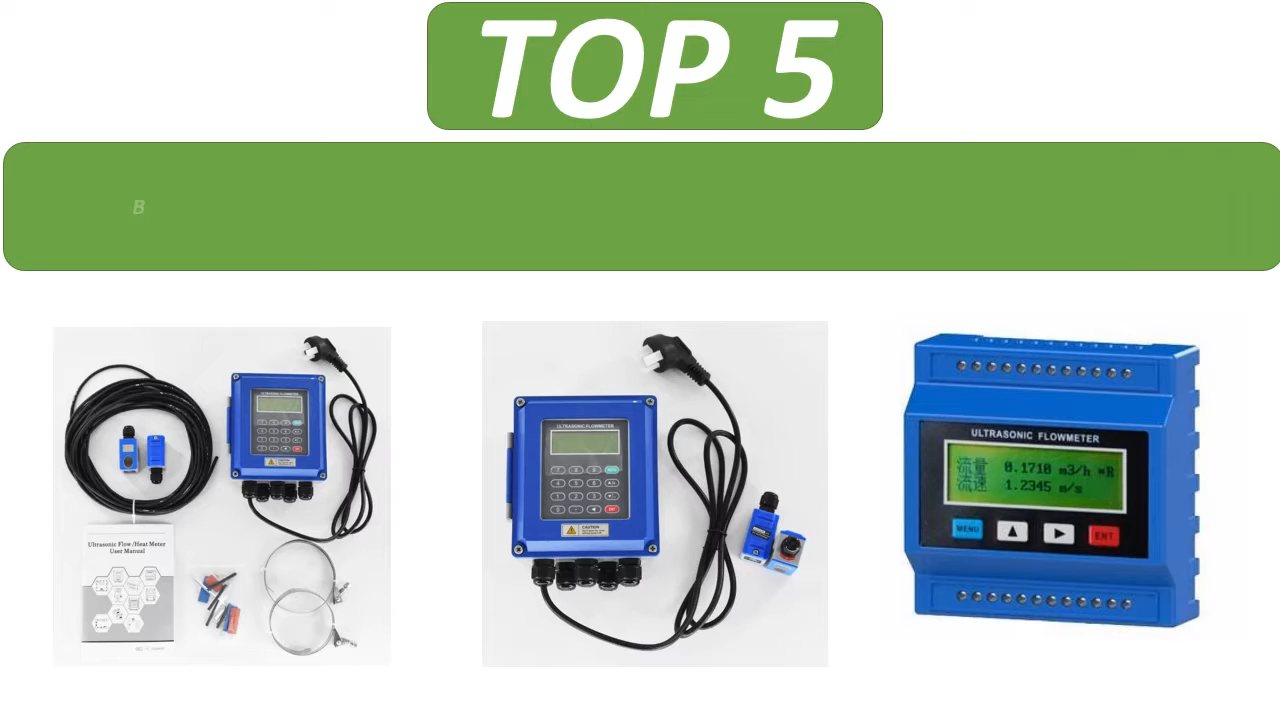 TOP 5
B
ULTRASONIC FLOWMETER
Ultrasonic Flow /Heat Meter
User Manual
ULTRASONIC FLOWMETER
CAUTION
ULTRASONIC FLOWMETER
流量 0.1710 m3/h *R
流速 1.2345 m/s
MENU
ENT